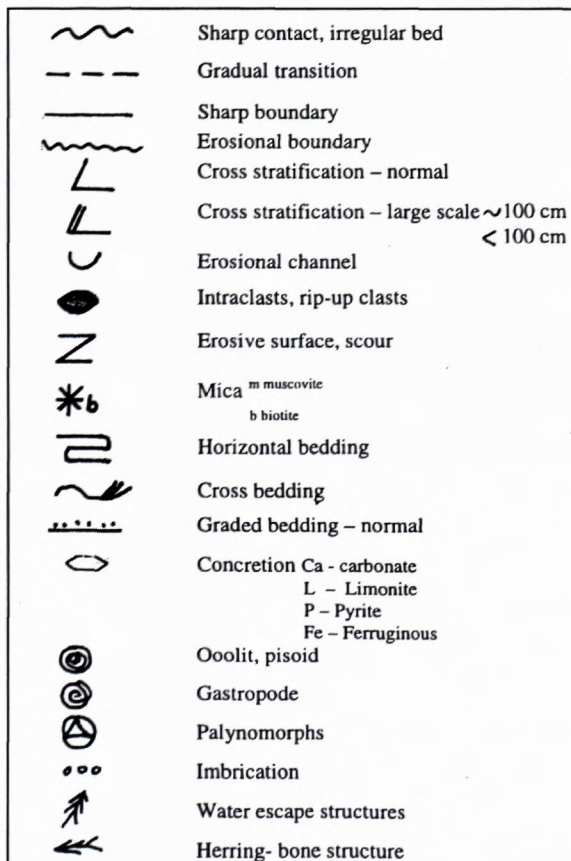 Sharp contact, irregular bed
Gradual transition
Sharp boundary
Erosional boundary
Cross stratification – normal
Cross stratification – large scale ~100 cm
< 100 cm
Erosional channel
Intraclasts, rip-up clasts
Erosive surface, scour
Mica m muscovite
b b biotite
Horizontal bedding
Cross bedding
Graded bedding – normal
Concretion Ca - carbonate
L – Limonite
P – Pyrite
Fe – Ferruginous
Ooolit, pisoid
Gastropode
Palynomorphs
Imbrication
Water escape structures
Herring- bone structure